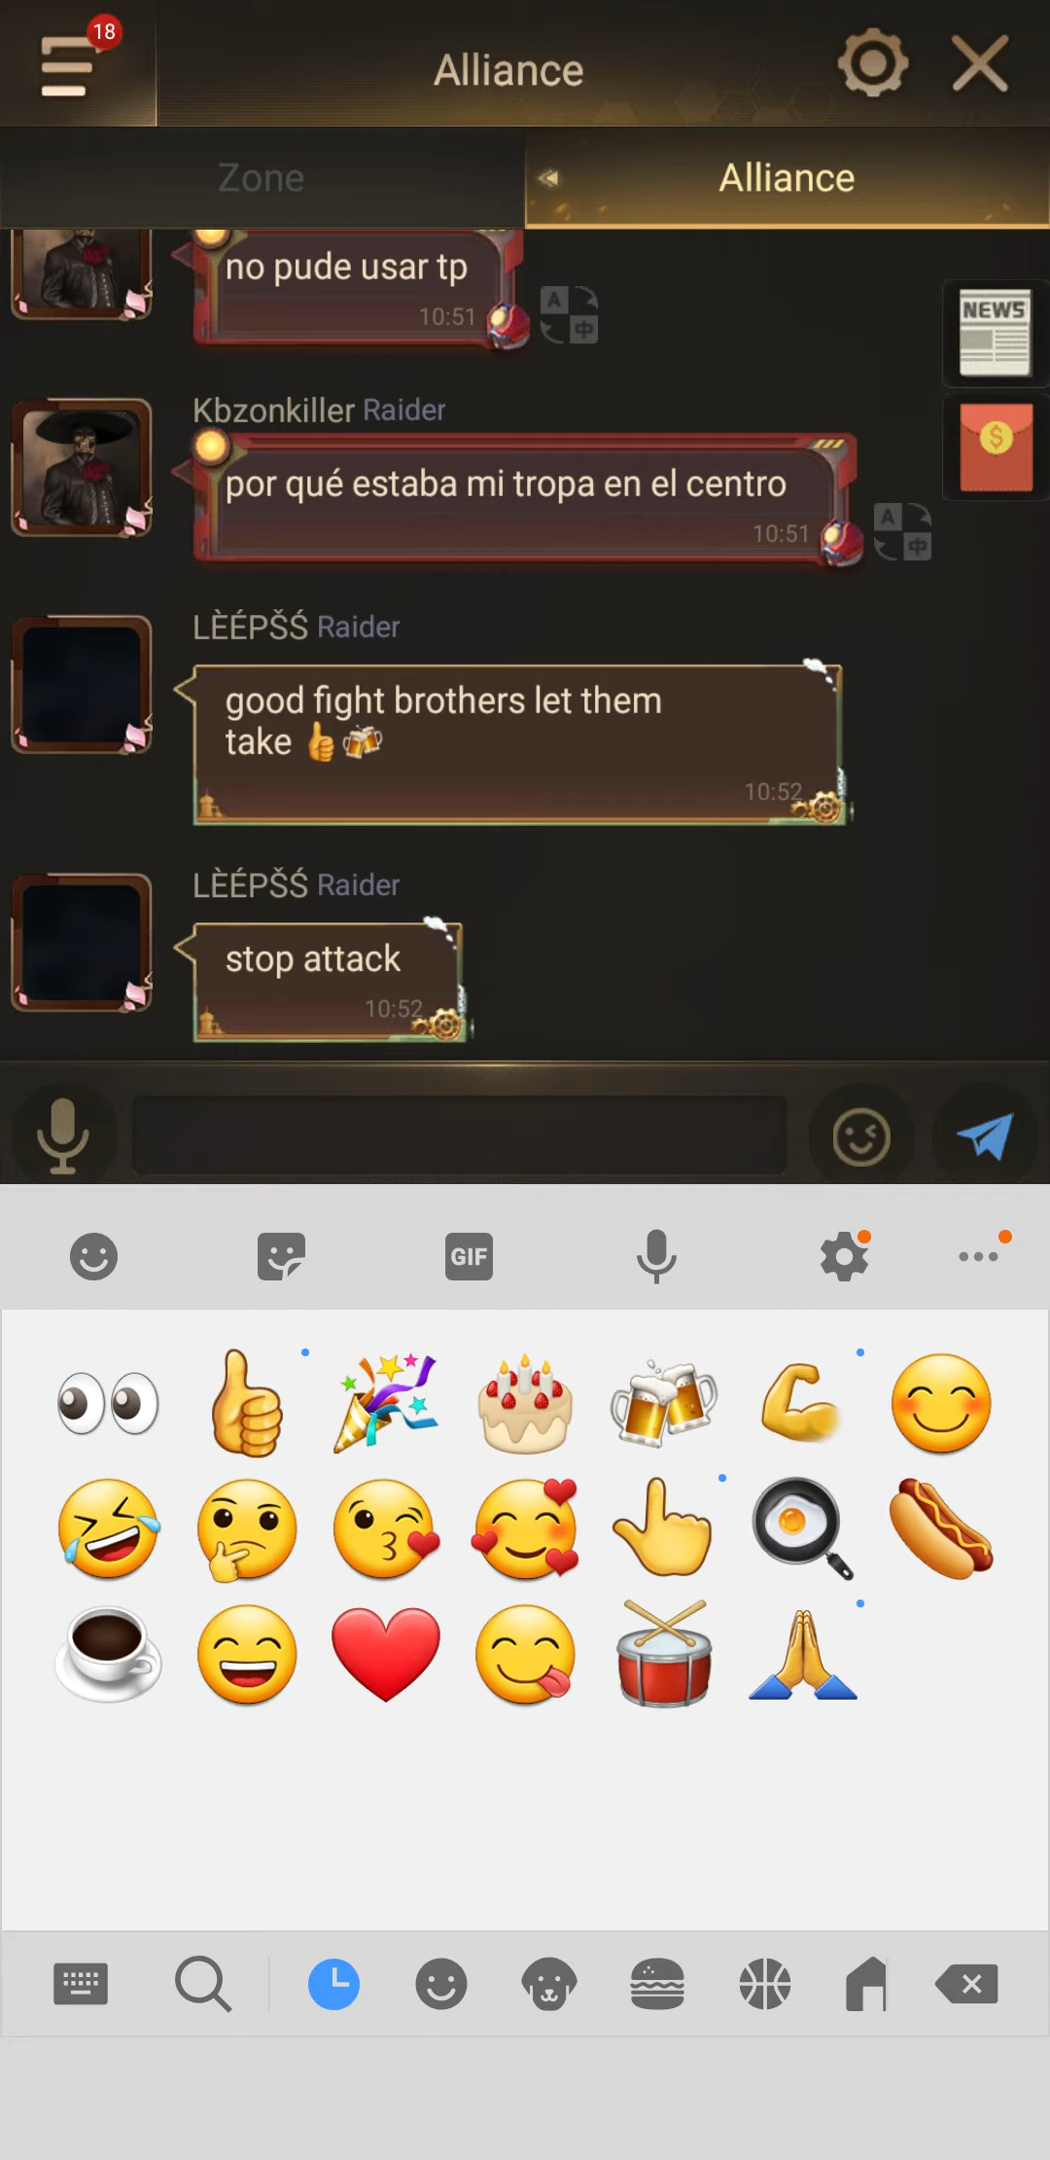 18
Alliance
Zone
Alliance
no pude usar tp
10:51
A
中
NEWS
Kbzonkiller Raider
por qué estaba mi tropa en el centro
10:51
A
中
$
LÈÉPŠŚ Raider
good fight brothers let them
take 👍🍻
10:52
LÈÉPŠŚ Raider
stop attack
10:52
GIF